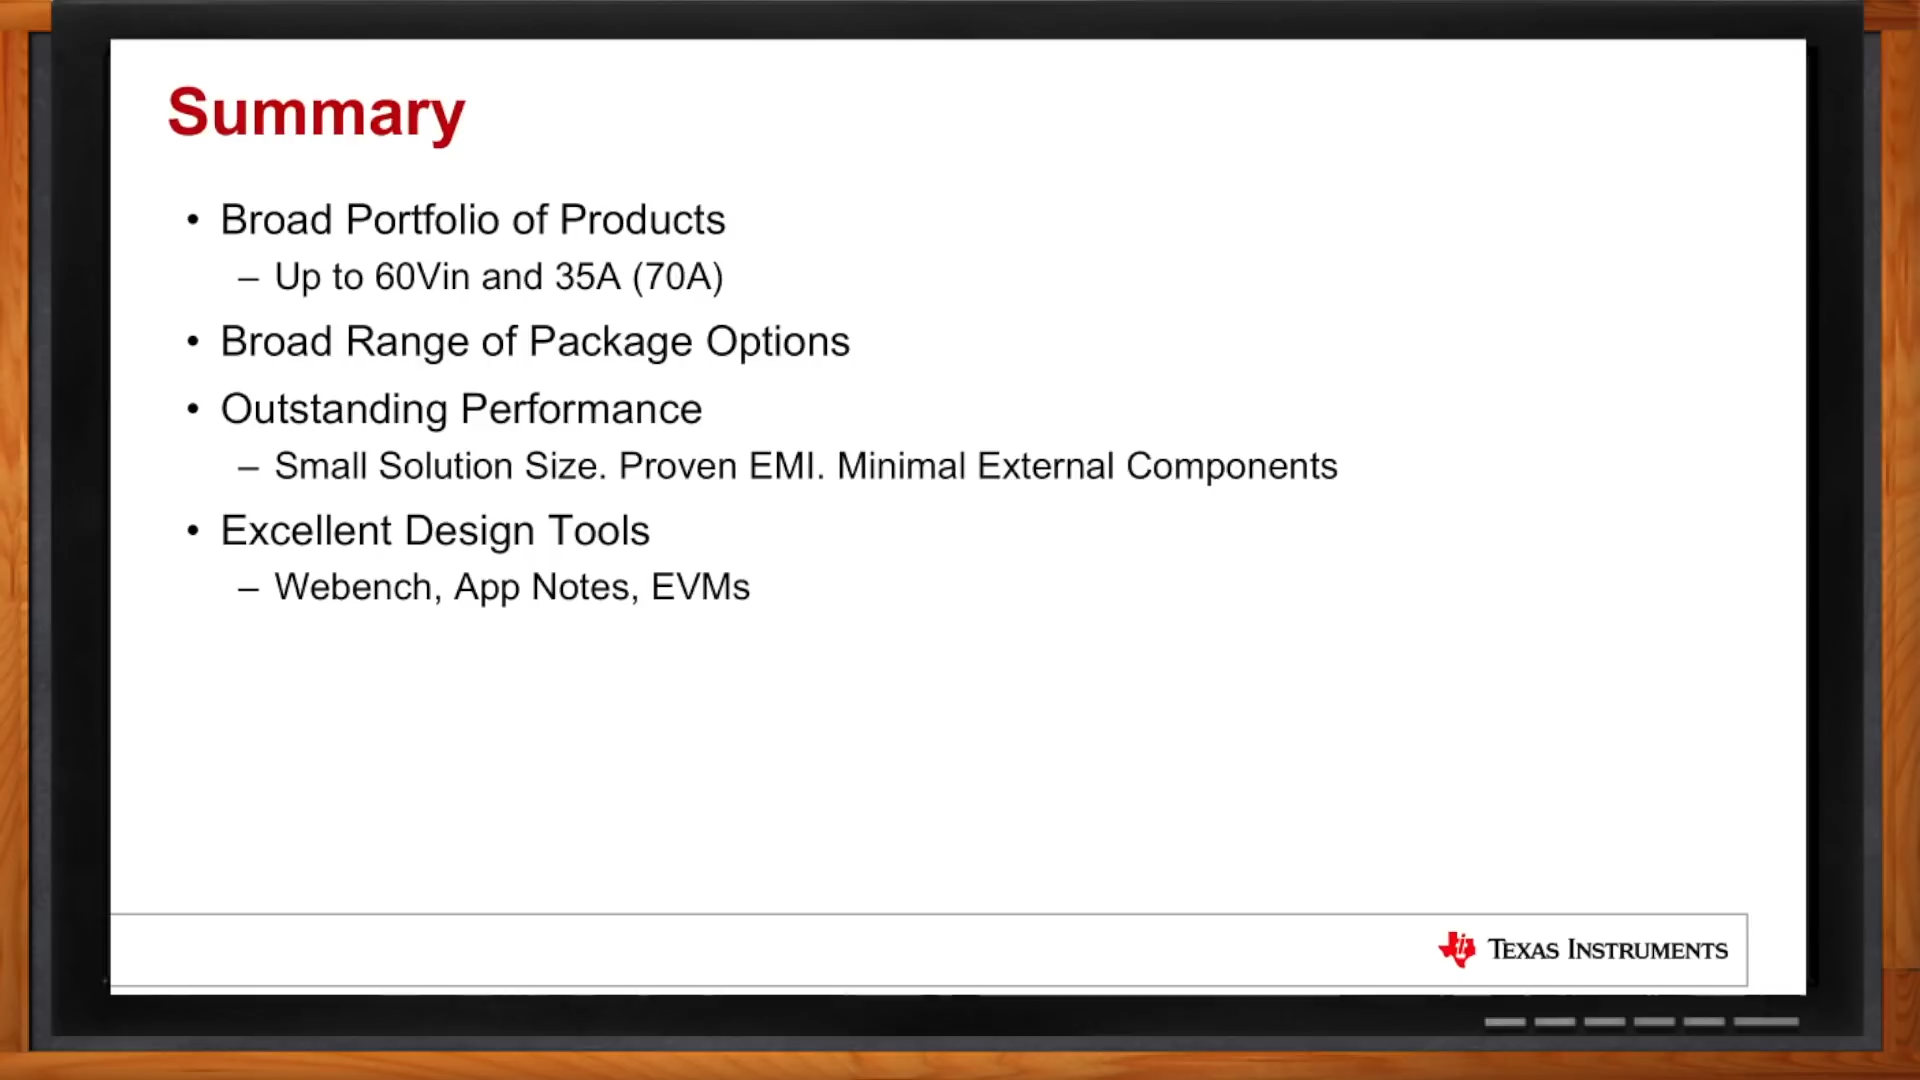 Summary
• Broad Portfolio of Products
– Up to 60Vin and 35A (70A)
• Broad Range of Package Options
• Outstanding Performance
– Small Solution Size. Proven EMI. Minimal External Components
• Excellent Design Tools
– Webench, App Notes, EVMs
TEXAS INSTRUMENTS